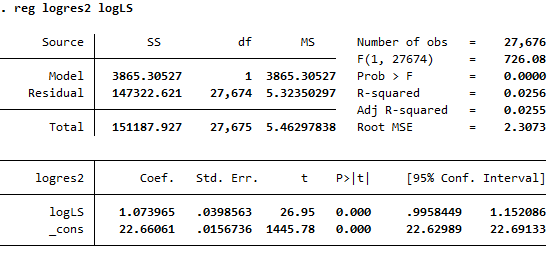 . reg logres2 logLS
Source SS df MS Number of obs = 27,676
F(1, 27674) = 726.08
Model 3865.30527 1 3865.30527 Prob > F = 0.0000
Residual 147322.621 27,674 5.32350297 R-squared = 0.0256
Adj R-squared = 0.0255
Total 151187.927 27,675 5.46297838 Root MSE = 2.3073
logres2 Coef. Std. Err. t P>|t| [95% Conf. Interval]
logLS 1.073965 .0398563 26.95 0.000 .9958449 1.152086
_cons 22.66061 .0156736 1445.78 0.000 22.62989 22.69133